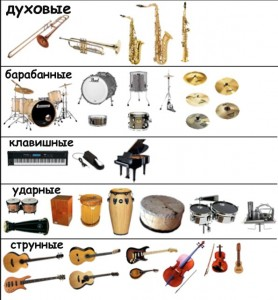 духовые
барабанные
клавишные
ударные
струнные